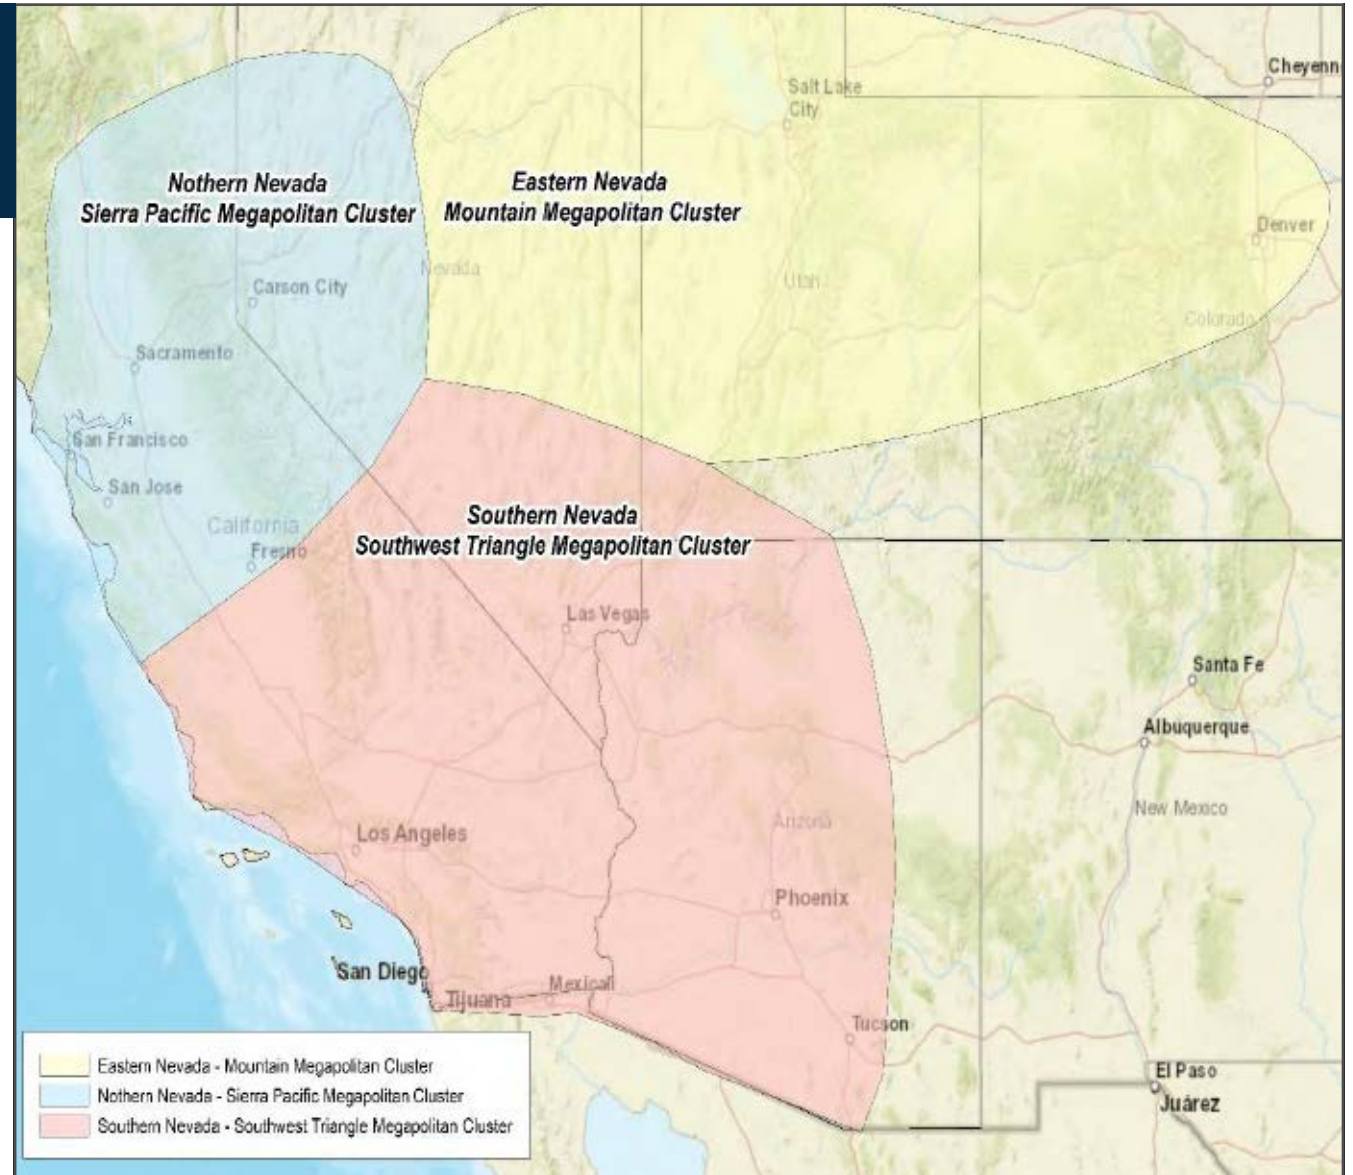 Cheyenn
Salt Lake
City
Nothern Nevada
Sierra Pacific Megapolitan Cluster
Eastern Nevada
Mountain Megapolitan Cluster
Denver
Nevada
Utah
Carson City
Colorado
Sacramento
San Francisco
San Jose
California
Fresno
Southern Nevada
Southwest Triangle Megapolitan Cluster
Las Vegas
Santa Fe
Albuquerque
New Mexico
Arizona
Los Angeles
Phoenix
San Diego
Tijuana
Mexicali
Tucson
El Paso
Juárez
Eastern Nevada - Mountain Megapolitan Cluster
Nothern Nevada - Sierra Pacific Megapolitan Cluster
Southern Nevada - Southwest Triangle Megapolitan Cluster